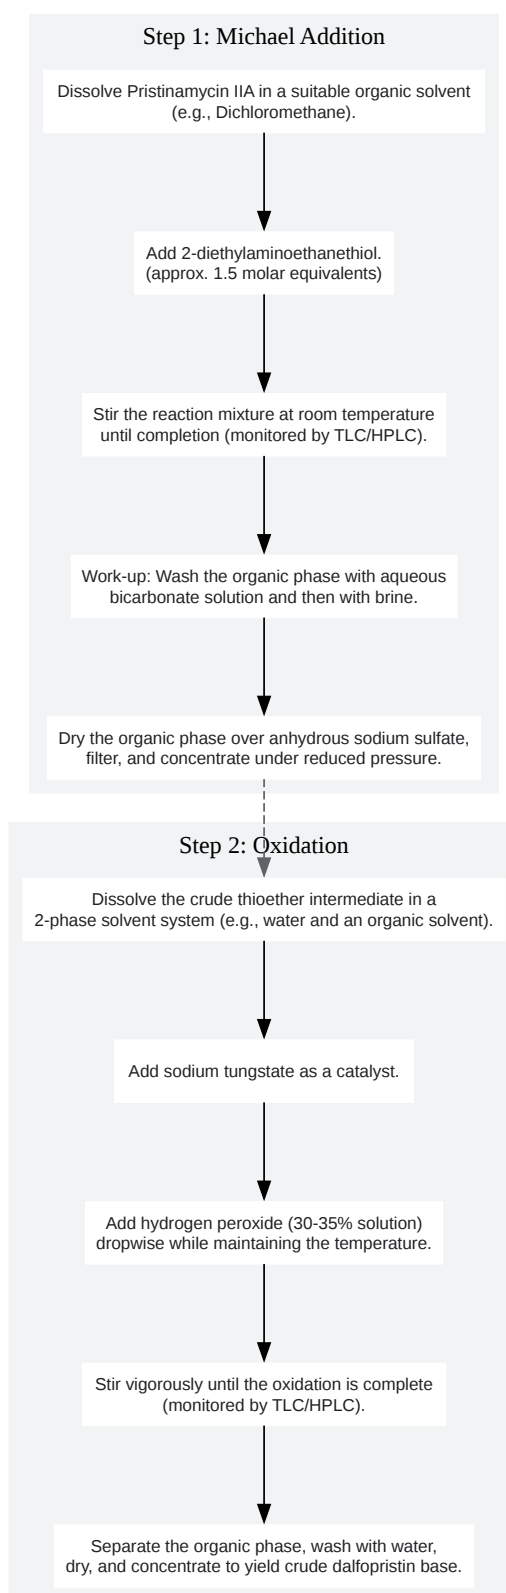 Step 1: Michael Addition
Dissolve Pristinamycin IIA in a suitable organic solvent
(e.g., Dichloromethane).
Add 2-diethylaminoethanethiol.
(approx. 1.5 molar equivalents)
Stir the reaction mixture at room temperature
until completion (monitored by TLC/HPLC).
Work-up: Wash the organic phase with aqueous
bicarbonate solution and then with brine.
Dry the organic phase over anhydrous sodium sulfate,
filter, and concentrate under reduced pressure.
Step 2: Oxidation
Dissolve the crude thioether intermediate in a
2-phase solvent system (e.g., water and an organic solvent).
Add sodium tungstate as a catalyst.
Add hydrogen peroxide (30-35% solution)
dropwise while maintaining the temperature.
Stir vigorously until the oxidation is complete
(monitored by TLC/HPLC).
Separate the organic phase, wash with water,
dry, and concentrate to yield crude dalfopristin base.